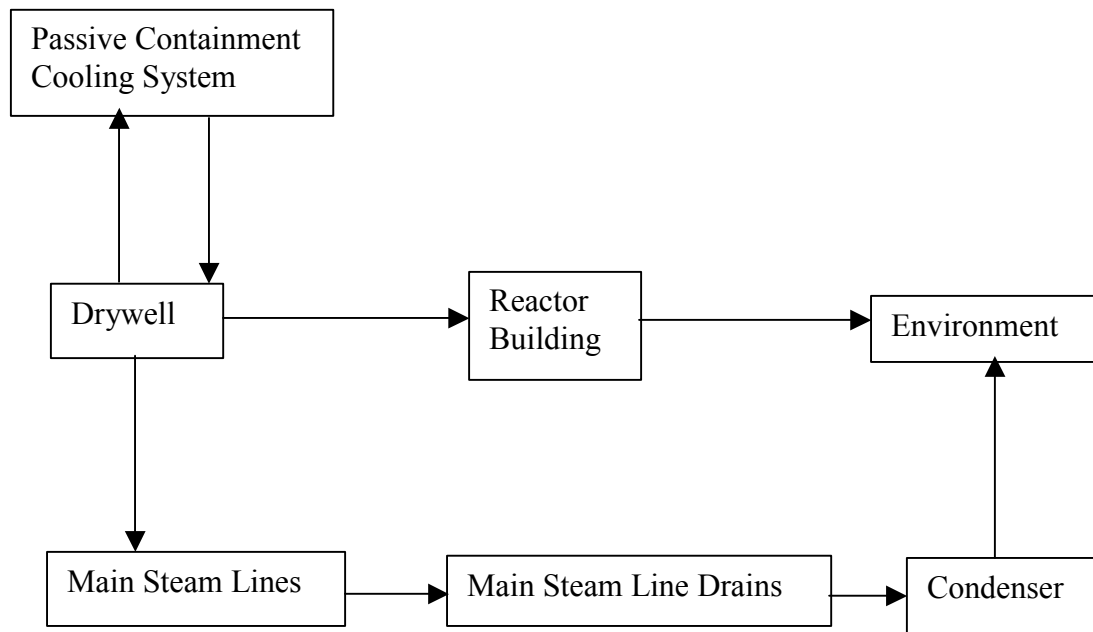 Passive Containment
Cooling System
Drywell
Reactor
Building
Environment
Main Steam Lines
Main Steam Line Drains
Condenser